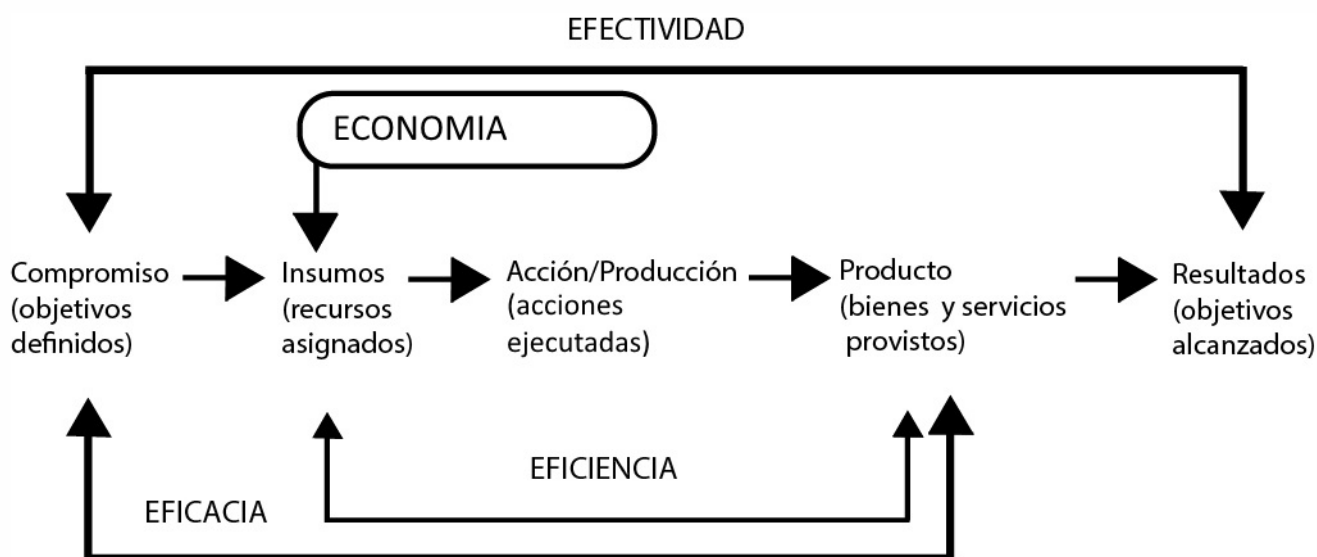 EFECTIVIDAD
ECONOMIA
Compromiso
(objetivos
definidos)
Insumos
(recursos
asignados)
Acción/Producción
(acciones
ejecutadas)
Producto
(bienes y servicios
provistos)
Resultados
(objetivos
alcanzados)
EFICIENCIA
EFICACIA